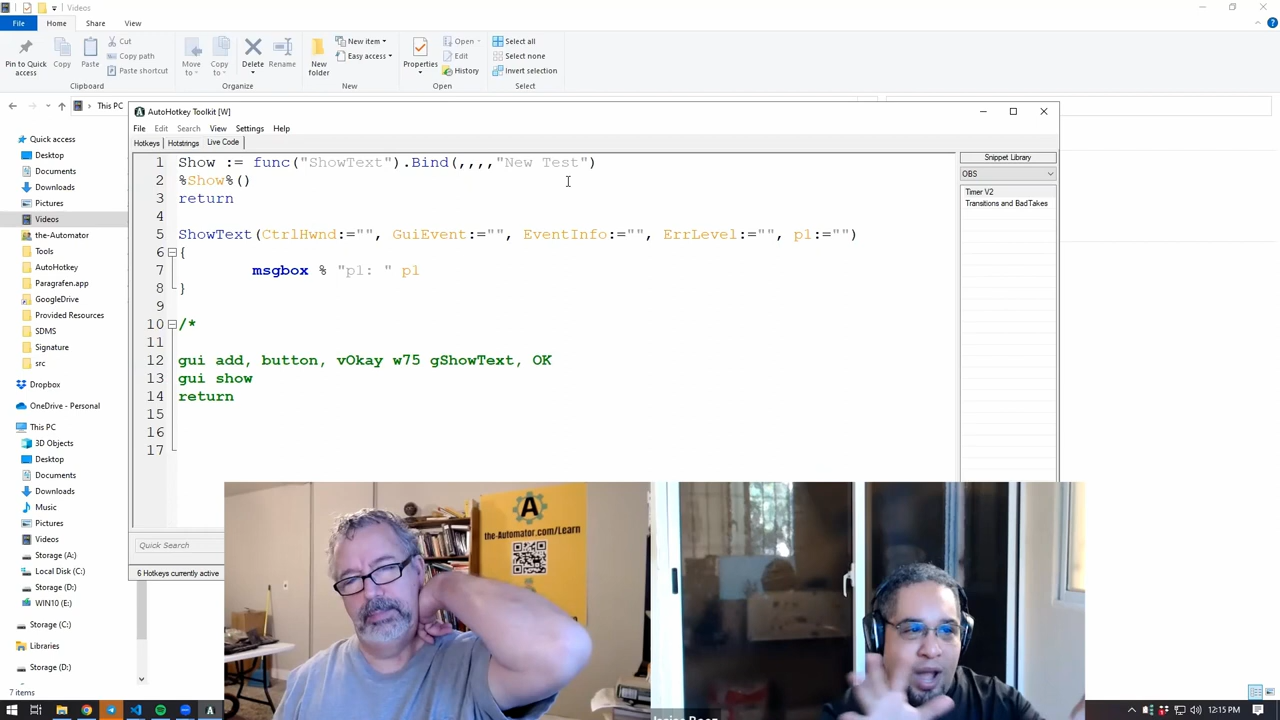 Videos
File
Home
Share
View
Pin to Quick access
Copy
Paste
Cut
Copy path
Paste shortcut
Clipboard
Move to
Copy to
Delete
Rename
Organize
New folder
New item
Easy access
New
Properties
Open
Edit
History
Open
Select all
Select none
Invert selection
Select
This PC
Quick access
Desktop
Documents
Downloads
Pictures
Videos
the-Automator
Tools
AutoHotkey
Paragrafen.app
GoogleDrive
Provided Resources
SDMS
Signature
src
Dropbox
OneDrive - Personal
This PC
3D Objects
Desktop
Documents
Downloads
Music
Pictures
Videos
Storage (A:)
Local Disk (C:)
Storage (D:)
WIN10 (E:)
Storage (C:)
Libraries
Storage (D:)
7 items
AutoHotkey Toolkit [W]
File Edit Search View Settings Help
Hotkeys Hotstrings Live Code
1 Show := func("ShowText").Bind(,,,,"New Test")
2 %Show%()
3 return
4
5 ShowText(CtrlHwnd:="", GuiEvent:="", EventInfo:="", ErrLevel:="", p1:="")
6 {
7 msgbox % "p1: " p1
8 }
9
10 /*
11
12 gui add, button, vOkay w75 gShowText, OK
13 gui show
14 return
15
16
17
Snippet Library
OBS
Timer V2
Transitions and BadTakes
Quick Search
6 Hotkeys currently active
A
the-Automator.com/Learn
12:15 PM